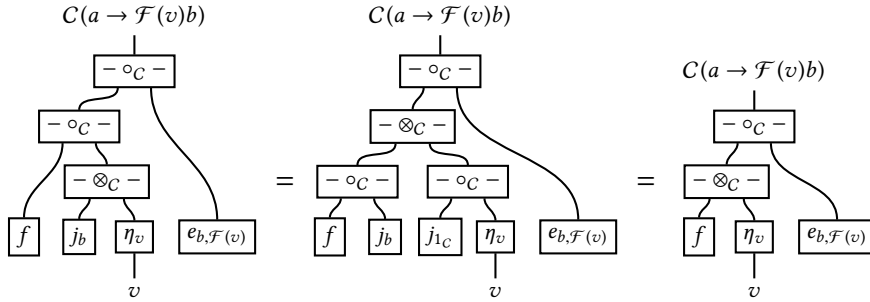 𝒞(a → ℱ(v)b) 𝒞(a → ℱ(v)b)
− ∘_𝒞 − − ∘_𝒞 − 𝒞(a → ℱ(v)b)
− ∘_𝒞 − − ⊗_𝒞 − − ∘_𝒞 −
− ⊗_𝒞 − = − ∘_𝒞 − − ∘_𝒞 − = − ⊗_𝒞 −
f j_b η_v e_{b,ℱ(v)} f j_b j_{1_𝒞} η_v e_{b,ℱ(v)} f η_v e_{b,ℱ(v)}
v v v